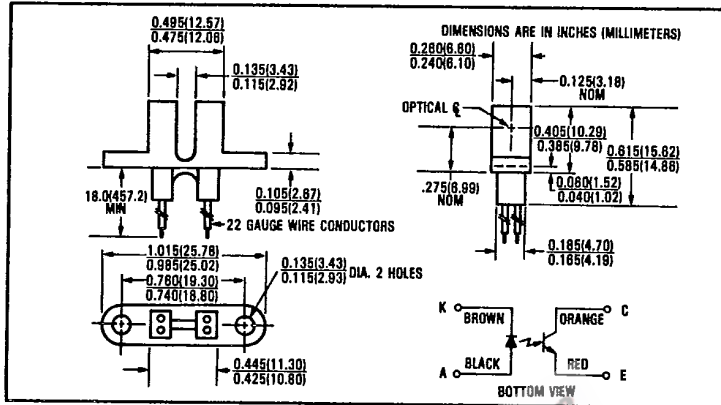 0.495(12.57)
0.475(12.06)
DIMENSIONS ARE IN INCHES (MILLIMETERS)
0.260(6.60)
0.240(6.10)
0.135(3.43)
0.115(2.92)
0.125(3.18)
NOM
OPTICAL ℄
0.405(10.29)
0.385(9.78)
0.615(15.62)
0.585(14.86)
18.0(457.2)
MIN
0.105(2.67)
0.095(2.41)
.275(6.99)
NOM
0.060(1.52)
0.040(1.02)
22 GAUGE WIRE CONDUCTORS
1.015(25.78)
0.985(25.02)
0.760(19.30)
0.740(18.80)
0.135(3.43)
0.115(2.93)
DIA. 2 HOLES
0.185(4.70)
0.165(4.19)
0.445(11.30)
0.425(10.80)
K
BROWN
ORANGE
C
A
BLACK
RED
E
BOTTOM VIEW